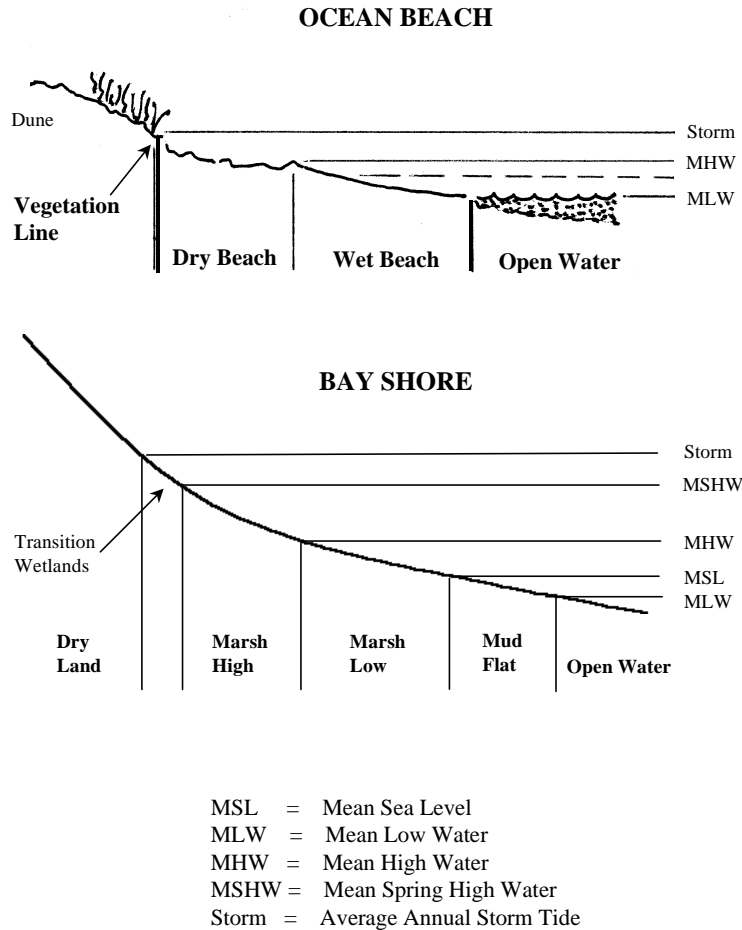 OCEAN BEACH
Dune
Storm
MHW
MLW
Vegetation
Line
Dry Beach
Wet Beach
Open Water
BAY SHORE
Storm
MSHW
Transition
Wetlands
MHW
MSL
MLW
Dry
Land
Marsh
High
Marsh
Low
Mud
Flat
Open Water
MSL = Mean Sea Level
MLW = Mean Low Water
MHW = Mean High Water
MSHW = Mean Spring High Water
Storm = Average Annual Storm Tide